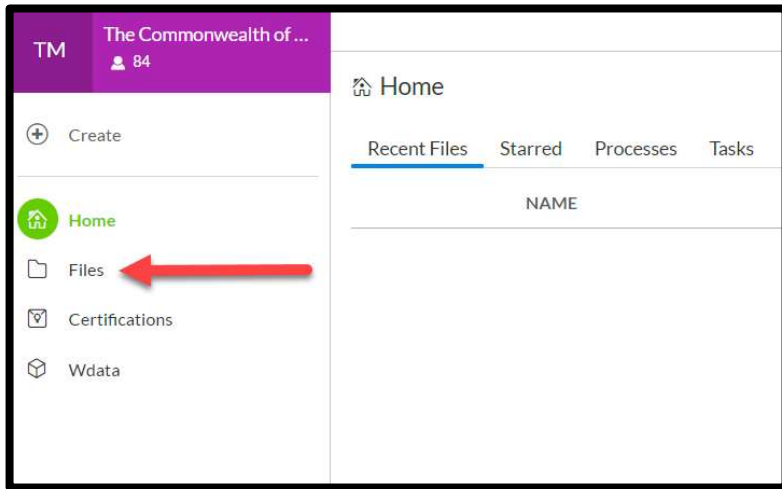 TM
The Commonwealth of ...
84
Create
Home
Files
Certifications
Wdata
Home
Recent Files Starred Processes Tasks
NAME